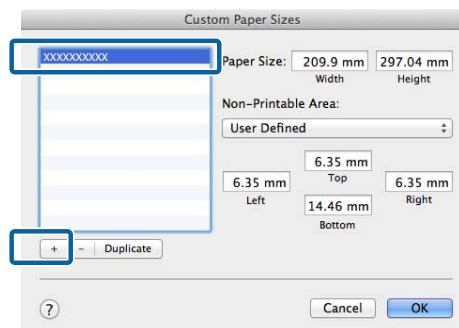 Custom Paper Sizes
XXXXXXXXXX
Paper Size: 209.9 mm 297.04 mm
Width Height
Non-Printable Area:
User Defined
6.35 mm
Top
6.35 mm 6.35 mm
Left Right
14.46 mm
Bottom
+ - Duplicate
? Cancel OK